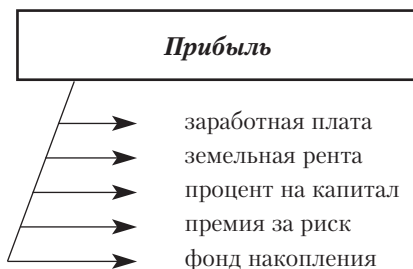 Прибыль
заработная плата
земельная рента
процент на капитал
премия за риск
фонд накопления